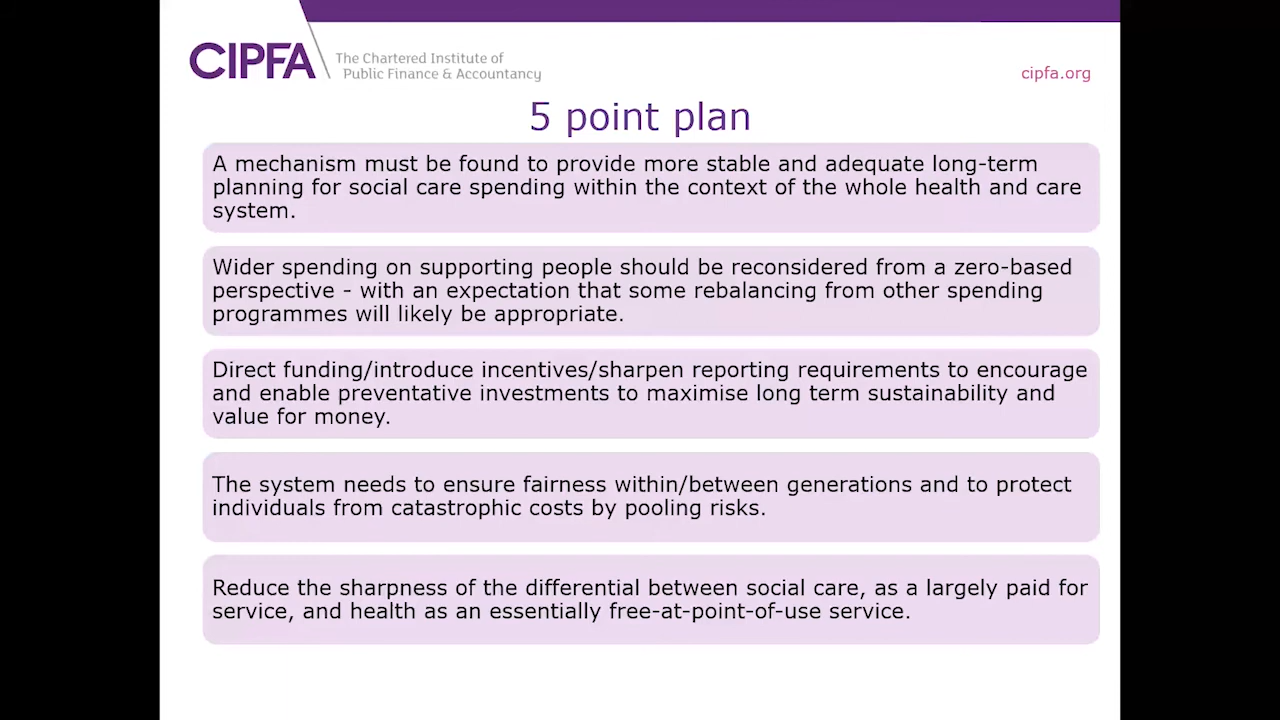 CIPFA
The Chartered Institute of
Public Finance & Accountancy
cipfa.org
5 point plan
A mechanism must be found to provide more stable and adequate long-term
planning for social care spending within the context of the whole health and care
system.
Wider spending on supporting people should be reconsidered from a zero-based
perspective - with an expectation that some rebalancing from other spending
programmes will likely be appropriate.
Direct funding/introduce incentives/sharpen reporting requirements to encourage
and enable preventative investments to maximise long term sustainability and
value for money.
The system needs to ensure fairness within/between generations and to protect
individuals from catastrophic costs by pooling risks.
Reduce the sharpness of the differential between social care, as a largely paid for
service, and health as an essentially free-at-point-of-use service.